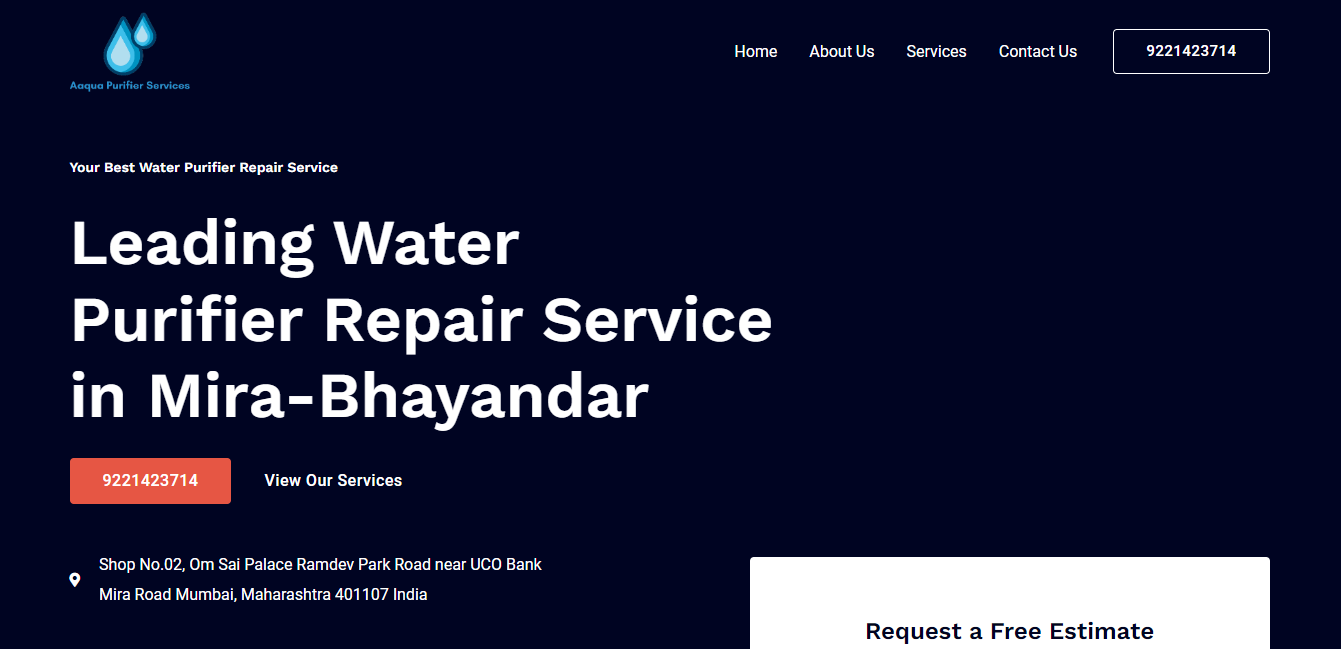 Aaqua Purifier Services
Home
About Us
Services
Contact Us
9221423714
Your Best Water Purifier Repair Service
Leading Water
Purifier Repair Service
in Mira-Bhayandar
9221423714
View Our Services
Shop No.02, Om Sai Palace Ramdev Park Road near UCO Bank
Mira Road Mumbai, Maharashtra 401107 India
Request a Free Estimate